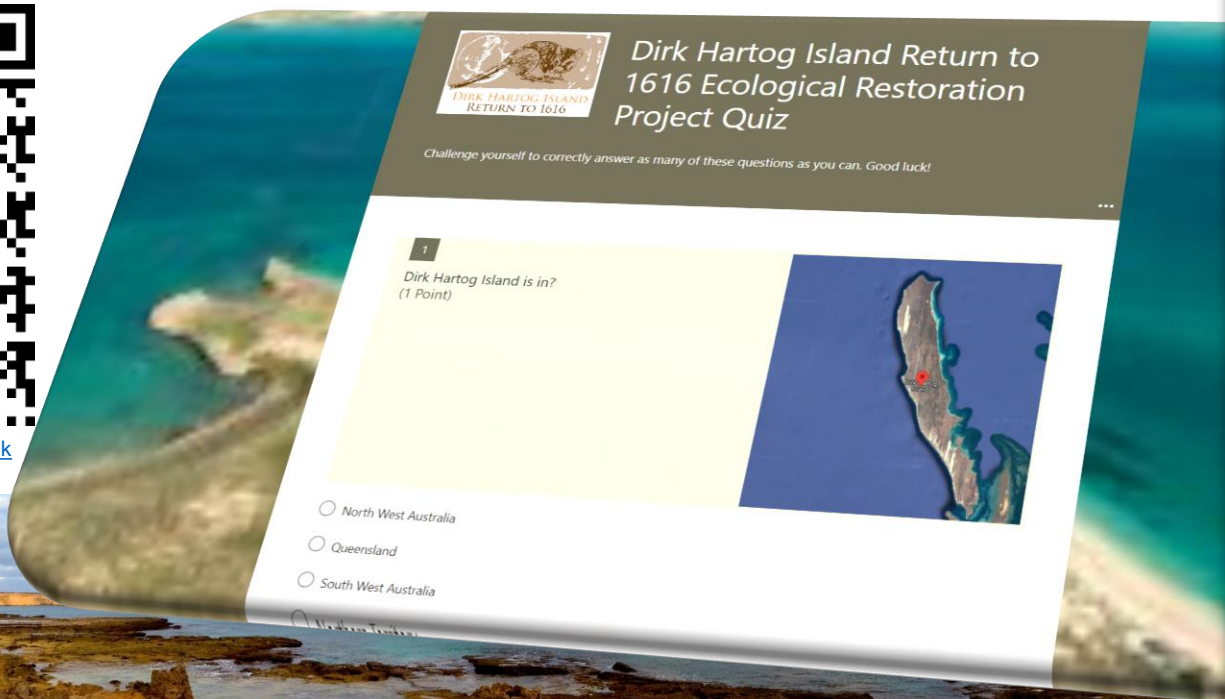 Dirk Hartog Island Return to
1616 Ecological Restoration
Project Quiz
DIRK HARTOG ISLAND
RETURN TO 1616
Challenge yourself to correctly answer as many of these questions as you can. Good luck!
1
Dirk Hartog Island is in?
(1 Point)
North West Australia
Queensland
South West Australia